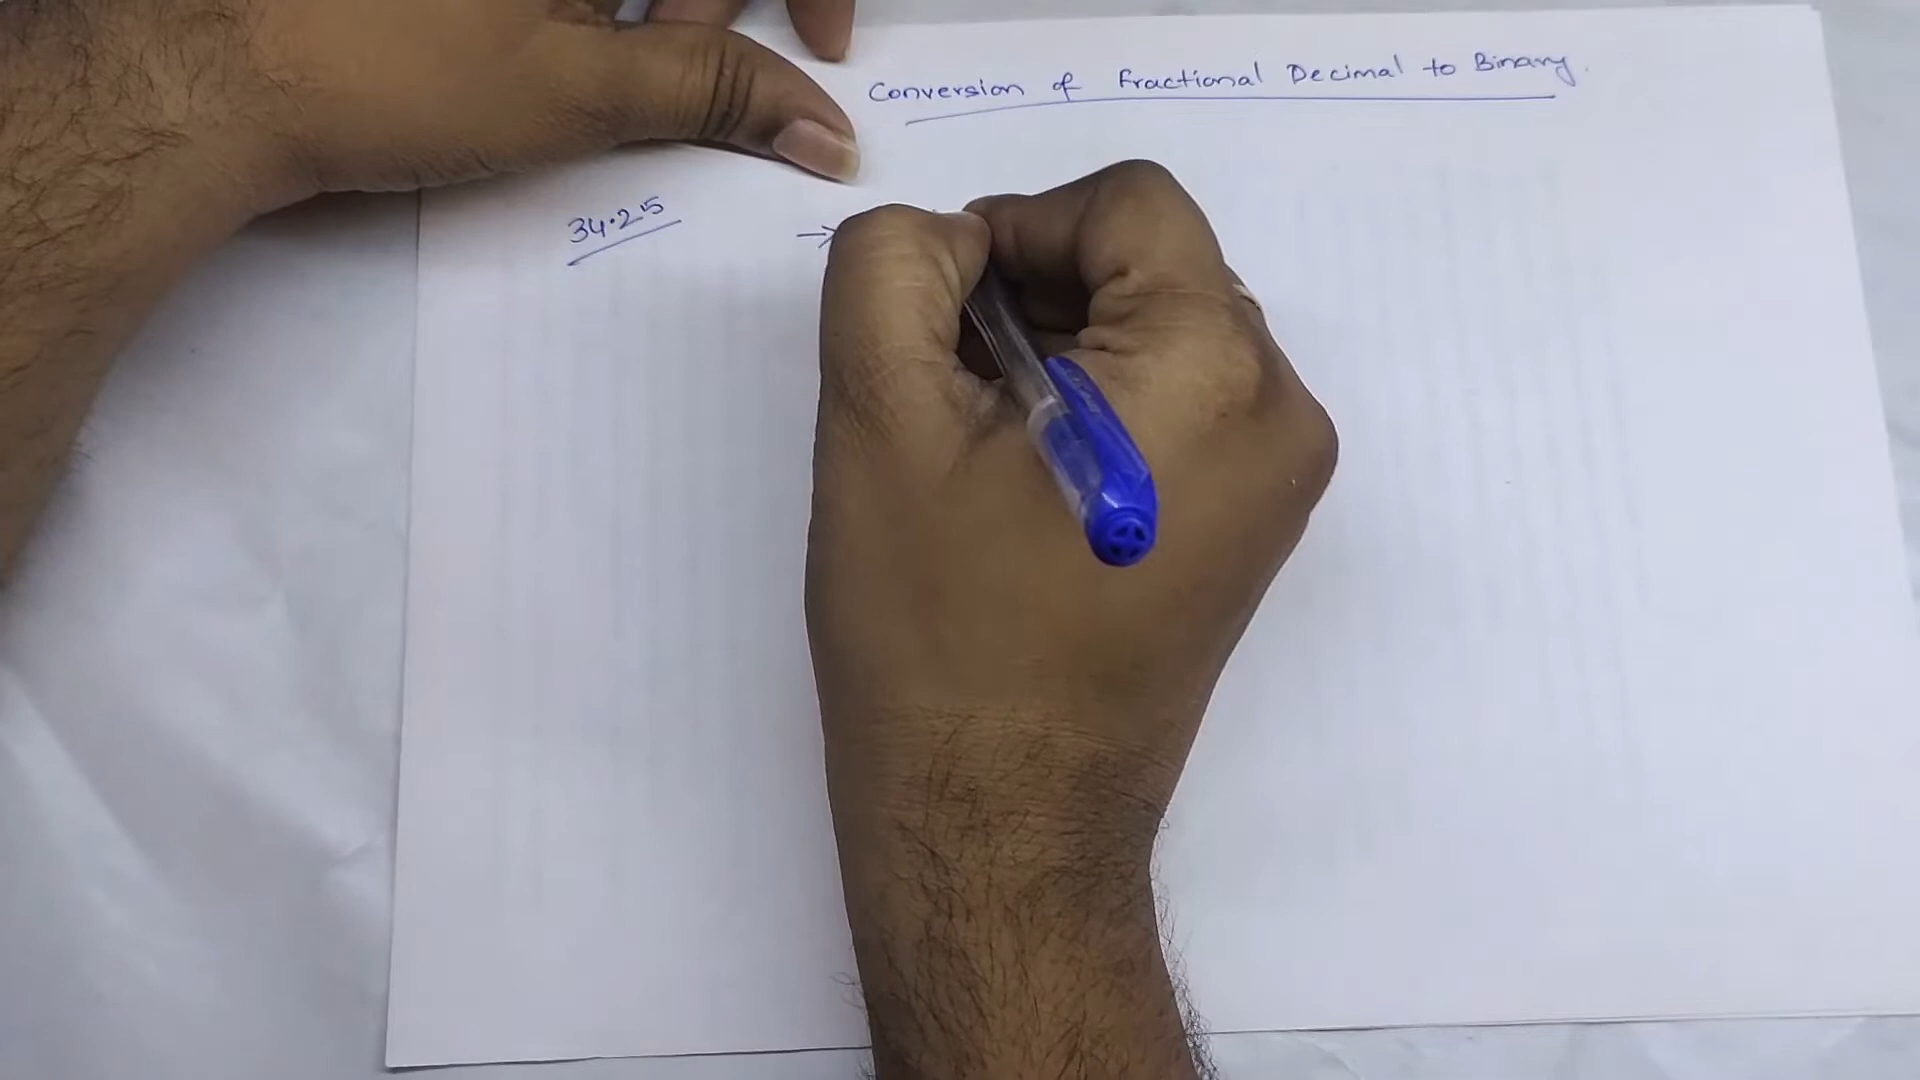 Conversion of Fractional Decimal to Binary.
34.25
→